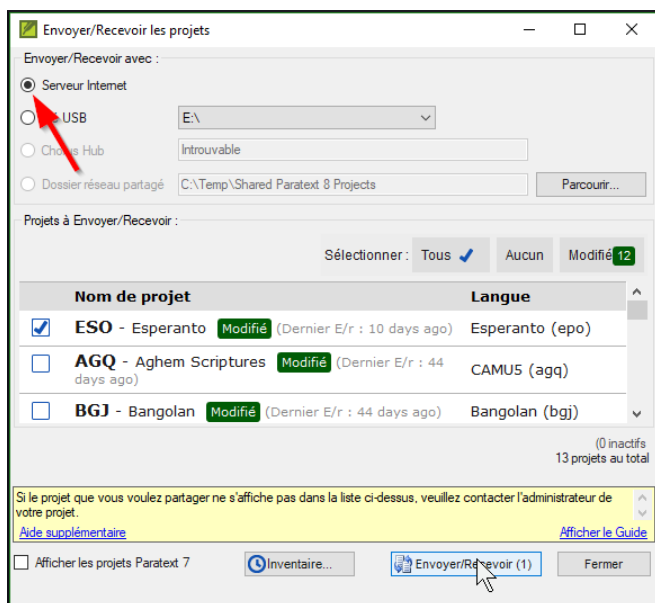 Envoyer/Recevoir les projets
Envoyer/Recevoir avec :
Serveur Internet
USB E:\
Hub Introuvable
Dossier réseau partagé C:\Temp\Shared Paratext 8 Projects Parcourir...
Projets à Envoyer/Recevoir :
Sélectionner : Tous Aucun Modifié 12
Nom de projet Langue
ESO - Esperanto Modifié (Dernier E/r : 10 days ago) Esperanto (epo)
AGQ - Aghem Scriptures Modifié (Dernier E/r : 44
days ago) CAMU5 (agq)
BGJ - Bangolan Modifié (Dernier E/r : 44 days ago) Bangolan (bgj)
(0 inactifs
13 projets au total
Si le projet que vous voulez partager ne s'affiche pas dans la liste ci-dessus, veuillez contacter l'administrateur de
votre projet.
Aide supplémentaire Afficher le Guide
Afficher les projets Paratext 7 Inventaire... Envoyer/Recevoir (1) Fermer